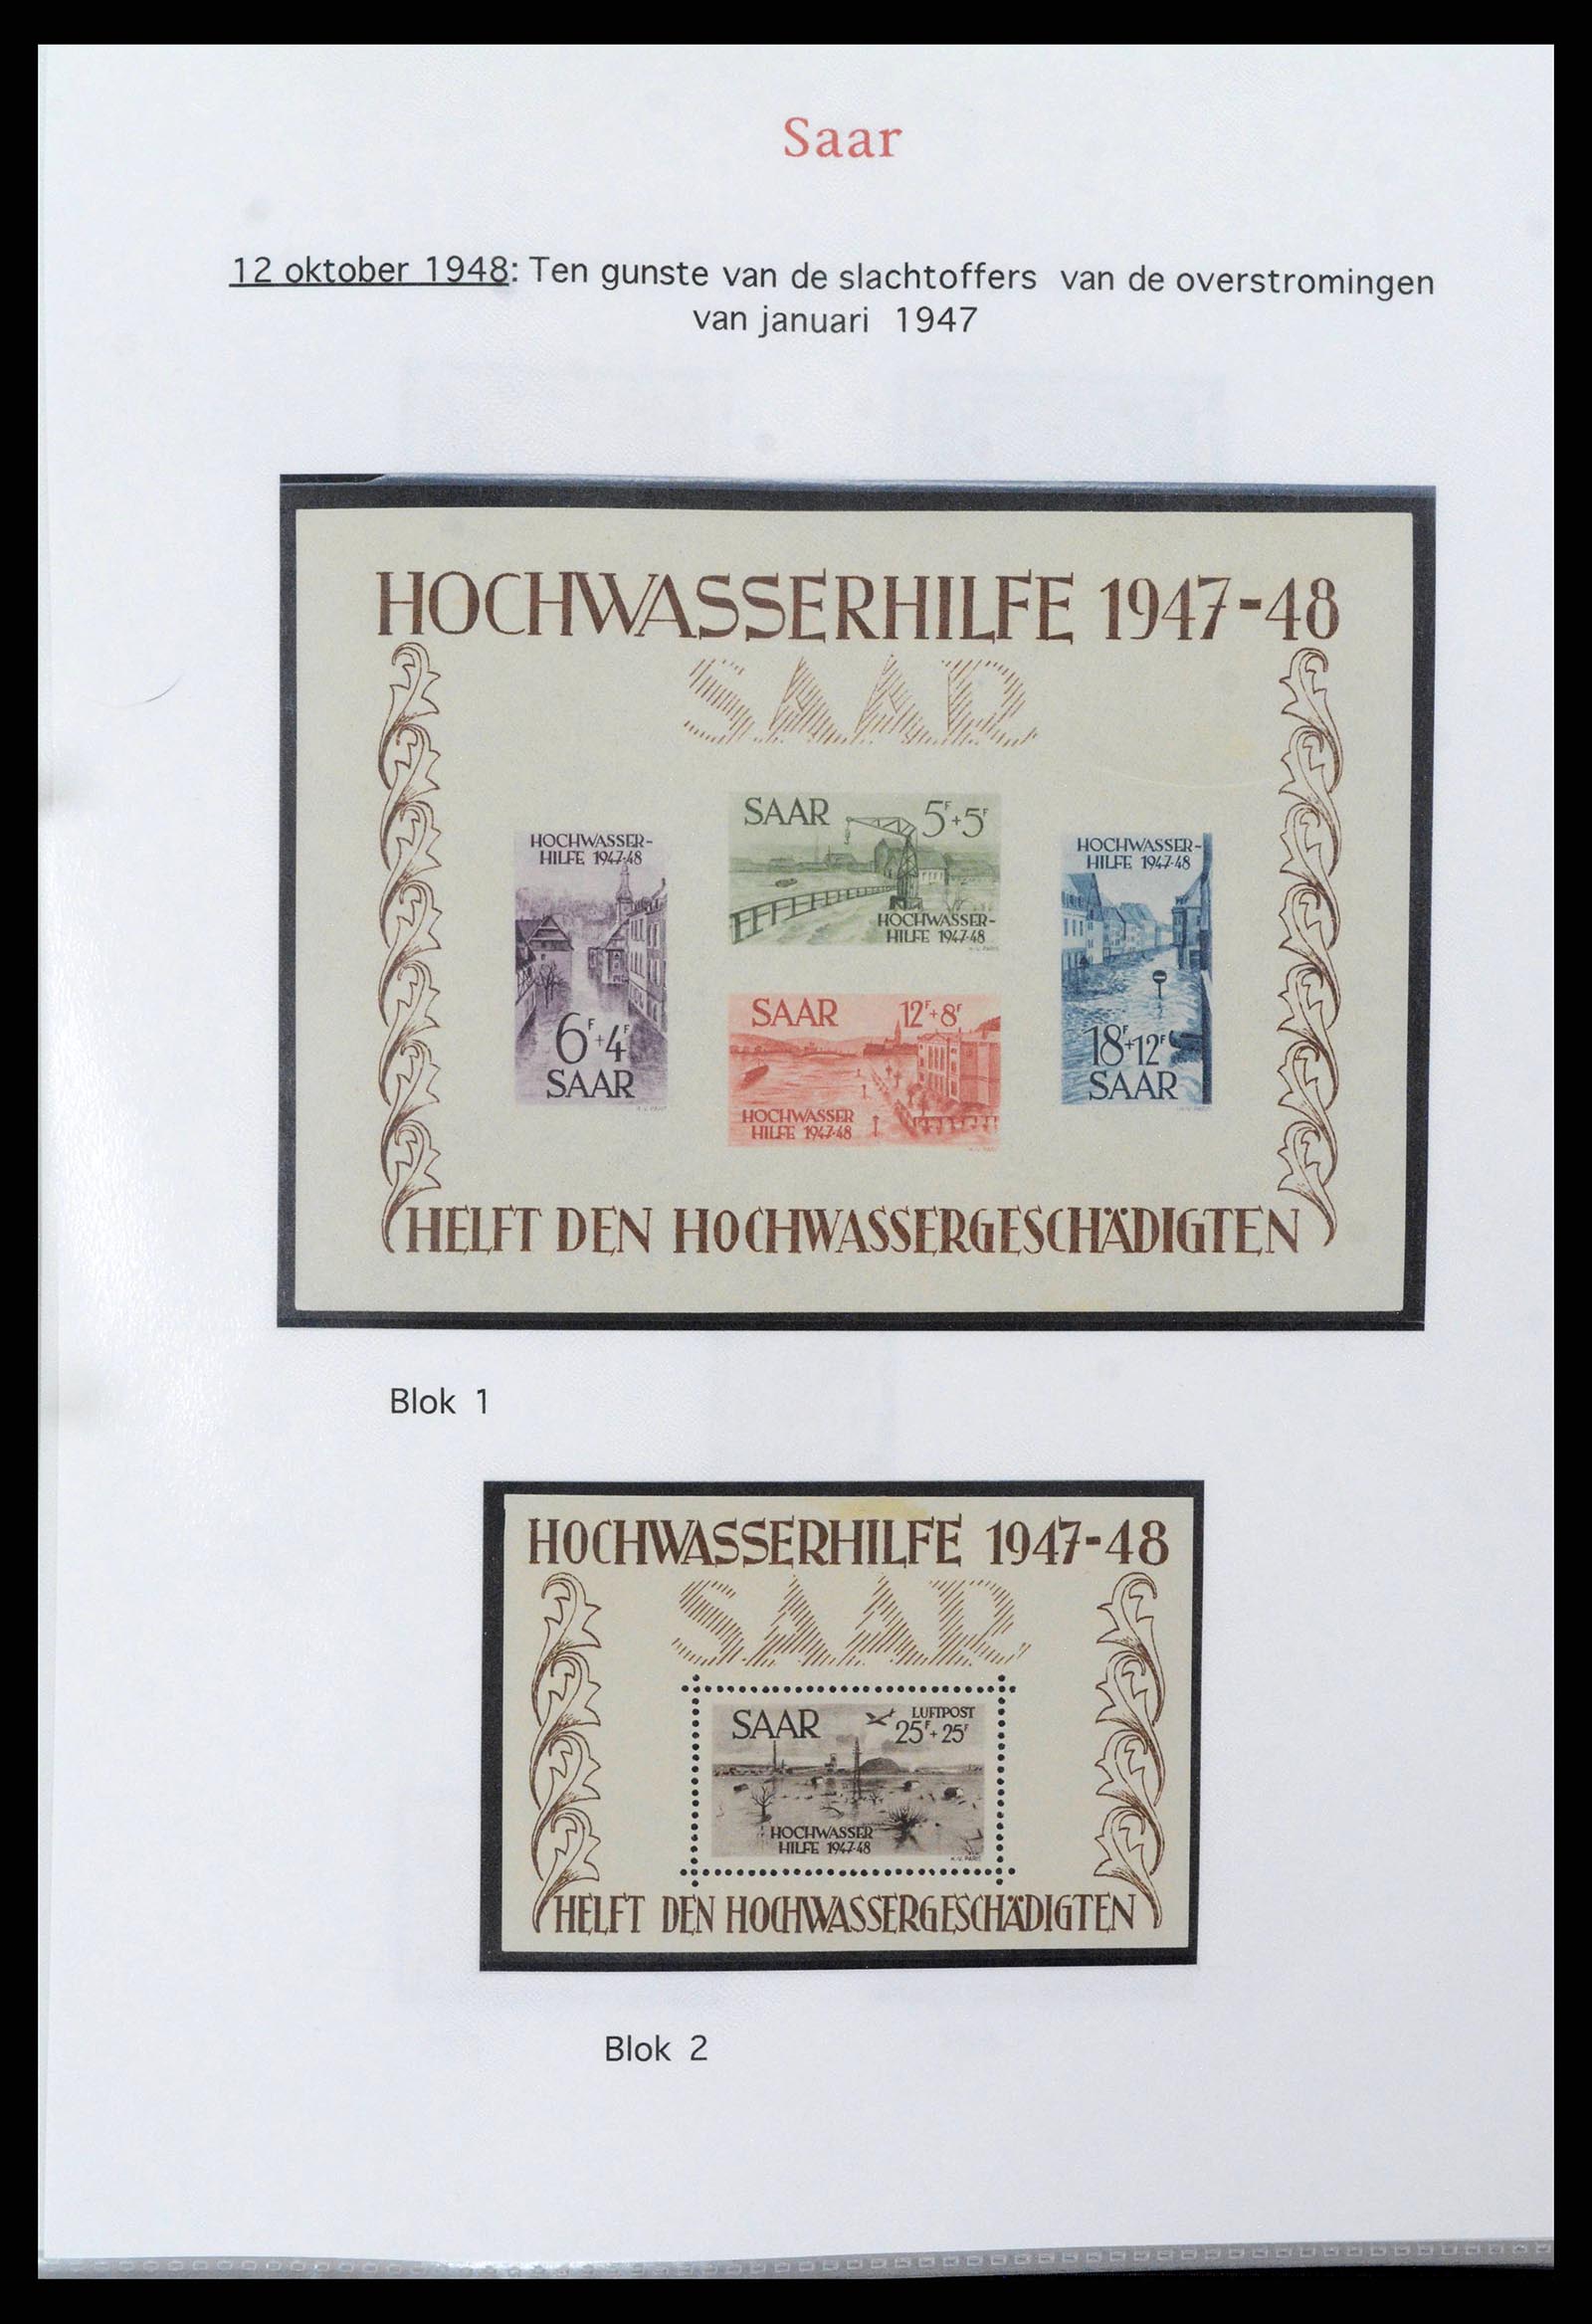 Saar
12 oktober 1948: Ten gunste van de slachtoffers van de overstromingen
van januari 1947
HOCHWASSERHILFE 1947-48
SAAR
HOCHWASSER-
HILFE 1947-48
6F+4F
SAAR
SAAR 5F+5F
HOCHWASSER-
HILFE 1947-48
SAAR 12F+8F
HOCHWASSER
HILFE 1947-48
HOCHWASSER-
HILFE 1947-48
18F+12F
SAAR
HELFT DEN HOCHWASSERGESCHÄDIGTEN
Blok 1
HOCHWASSERHILFE 1947-48
SAAR
SAAR LUFTPOST
25F+25F
HOCHWASSER
HILFE 1947-48
HELFT DEN HOCHWASSERGESCHÄDIGTEN
Blok 2